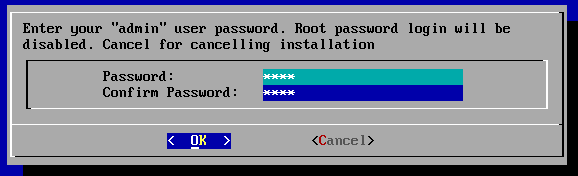 Enter your "admin" user password. Root password login will be
disabled. Cancel for cancelling installation
Password: ****
Confirm Password: ****
< OK > <Cancel>